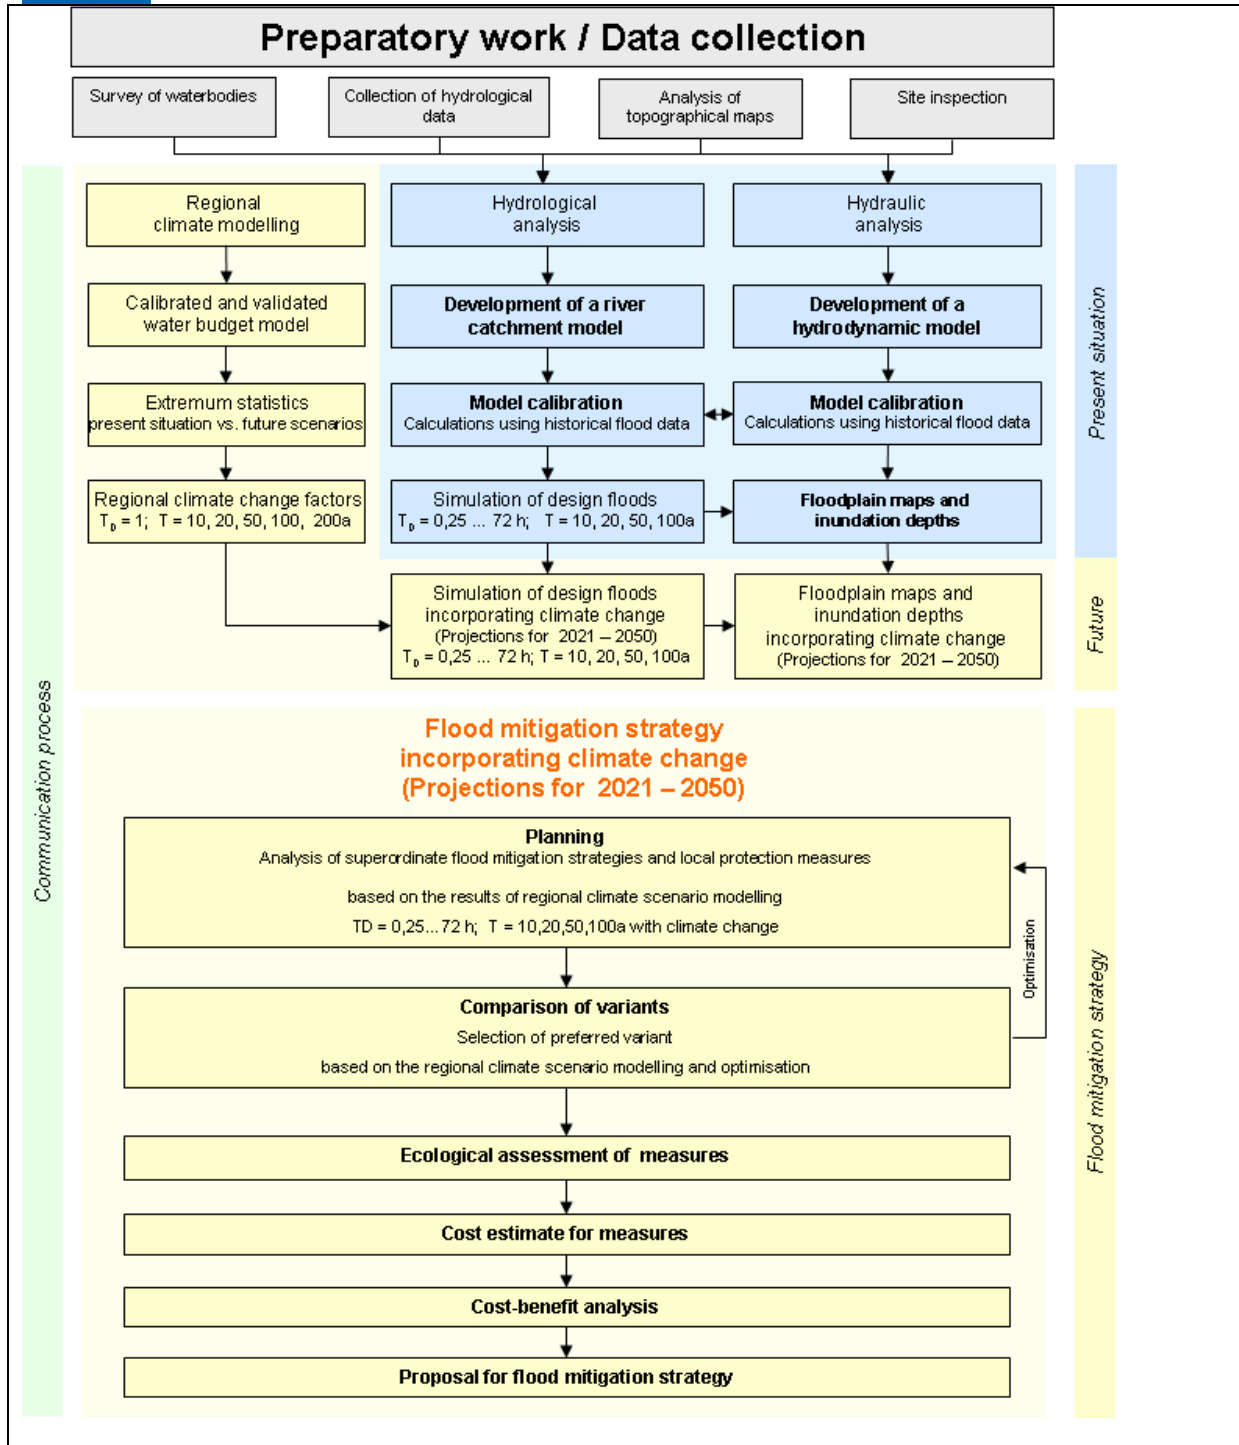 Preparatory work / Data collection
Survey of waterbodies
Collection of hydrological
data
Analysis of
topographical maps
Site inspection
Regional
climate modelling
Calibrated and validated
water budget model
Extremum statistics
present situation vs. future scenarios
Regional climate change factors
T_D = 1; T = 10, 20, 50, 100, 200a
Hydrological
analysis
Development of a river
catchment model
Model calibration
Calculations using historical flood data
Simulation of design floods
T_D = 0,25 ... 72 h; T = 10, 20, 50, 100a
Hydraulic
analysis
Development of a
hydrodynamic model
Model calibration
Calculations using historical flood data
Floodplain maps and
inundation depths
Simulation of design floods
incorporating climate change
(Projections for 2021 – 2050)
T_D = 0,25 ... 72 h; T = 10, 20, 50, 100a
Floodplain maps and
inundation depths
incorporating climate change
(Projections for 2021 – 2050)
Present situation
Future
Communication process
Flood mitigation strategy
incorporating climate change
(Projections for 2021 – 2050)
Planning
Analysis of superordinate flood mitigation strategies and local protection measures
based on the results of regional climate scenario modelling
TD = 0,25... 72 h; T = 10,20,50,100a with climate change
Comparison of variants
Selection of preferred variant
based on the regional climate scenario modelling and optimisation
Optimisation
Ecological assessment of measures
Cost estimate for measures
Cost-benefit analysis
Proposal for flood mitigation strategy
Flood mitigation strategy